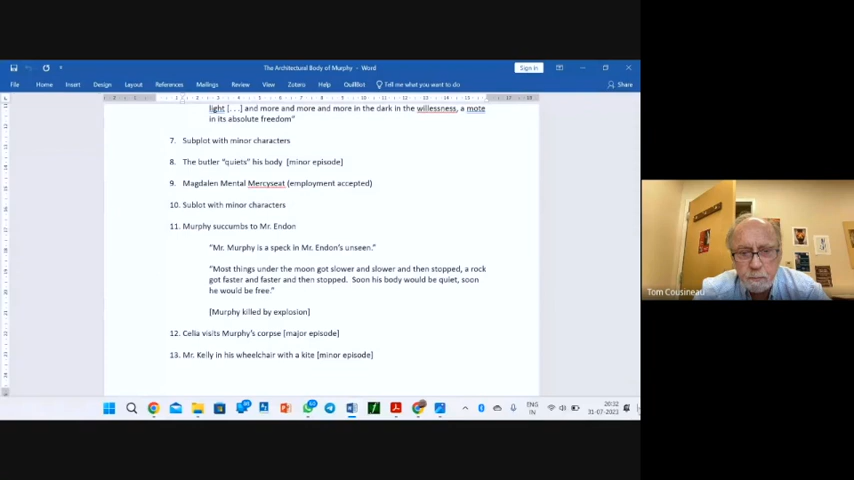 The Architectural Body of Murphy - Word
Sign in
File Home Insert Design Layout References Mailings Review View Zotero Help QuillBot Tell me what you want to do Share
light [. . .] and more and more and more in the dark in the willessness, a mote
in its absolute freedom"
7. Subplot with minor characters
8. The butler "quiets" his body [minor episode]
9. Magdalen Mental Mercyseat (employment accepted)
10. Sublot with minor characters
11. Murphy succumbs to Mr. Endon
"Mr. Murphy is a speck in Mr. Endon's unseen."
"Most things under the moon got slower and slower and then stopped, a rock
got faster and faster and then stopped. Soon his body would be quiet, soon
he would be free."
[Murphy killed by explosion]
12. Celia visits Murphy's corpse [major episode]
13. Mr. Kelly in his wheelchair with a kite [minor episode]
Tom Cousineau
ENG 20:32
IN 31-07-2023